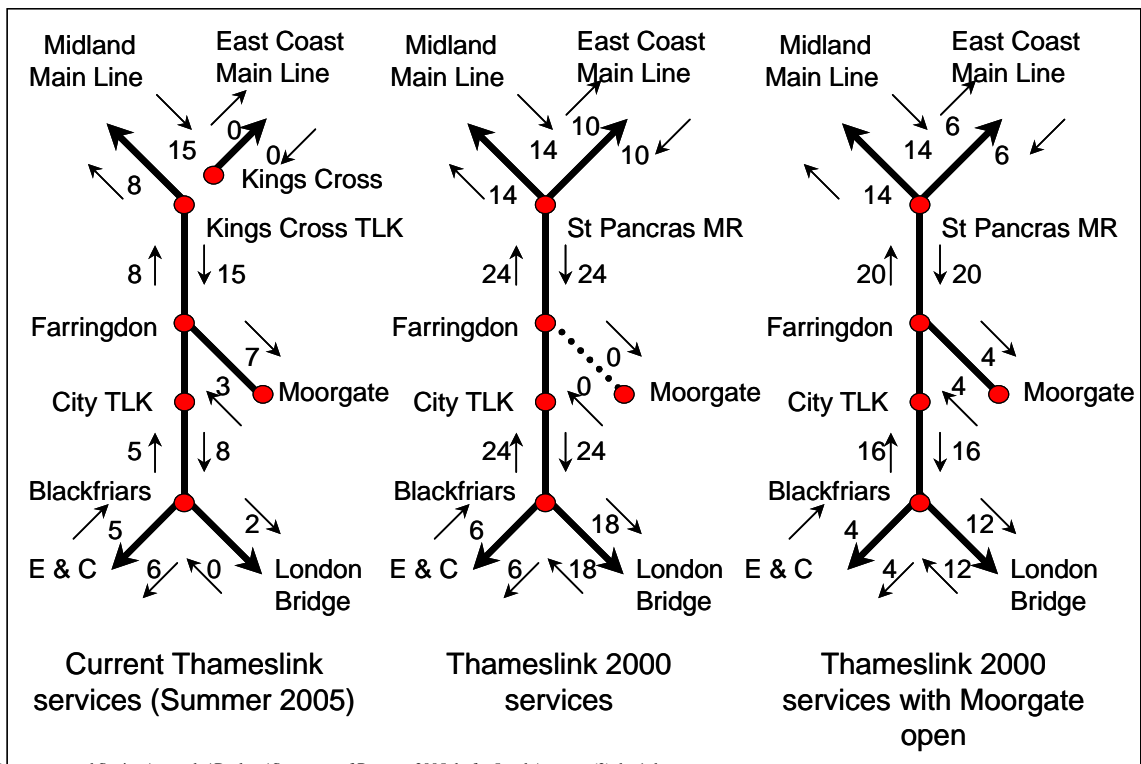 Midland
Main Line
East Coast
Main Line
15
0
0
8
Kings Cross
Kings Cross TLK
8
15
Farringdon
7
3
Moorgate
City TLK
5
8
Blackfriars
5
2
E & C
6
0
London
Bridge
Current Thameslink
services (Summer 2005)
Midland
Main Line
East Coast
Main Line
14
10
10
14
St Pancras MR
24
24
Farringdon
0
0
Moorgate
City TLK
24
24
Blackfriars
6
18
E & C
6
18
London
Bridge
Thameslink 2000
services
Midland
Main Line
East Coast
Main Line
14
6
6
14
St Pancras MR
20
20
Farringdon
4
4
Moorgate
City TLK
16
16
Blackfriars
4
12
E & C
4
12
London
Bridge
Thameslink 2000
services with Moorgate
open